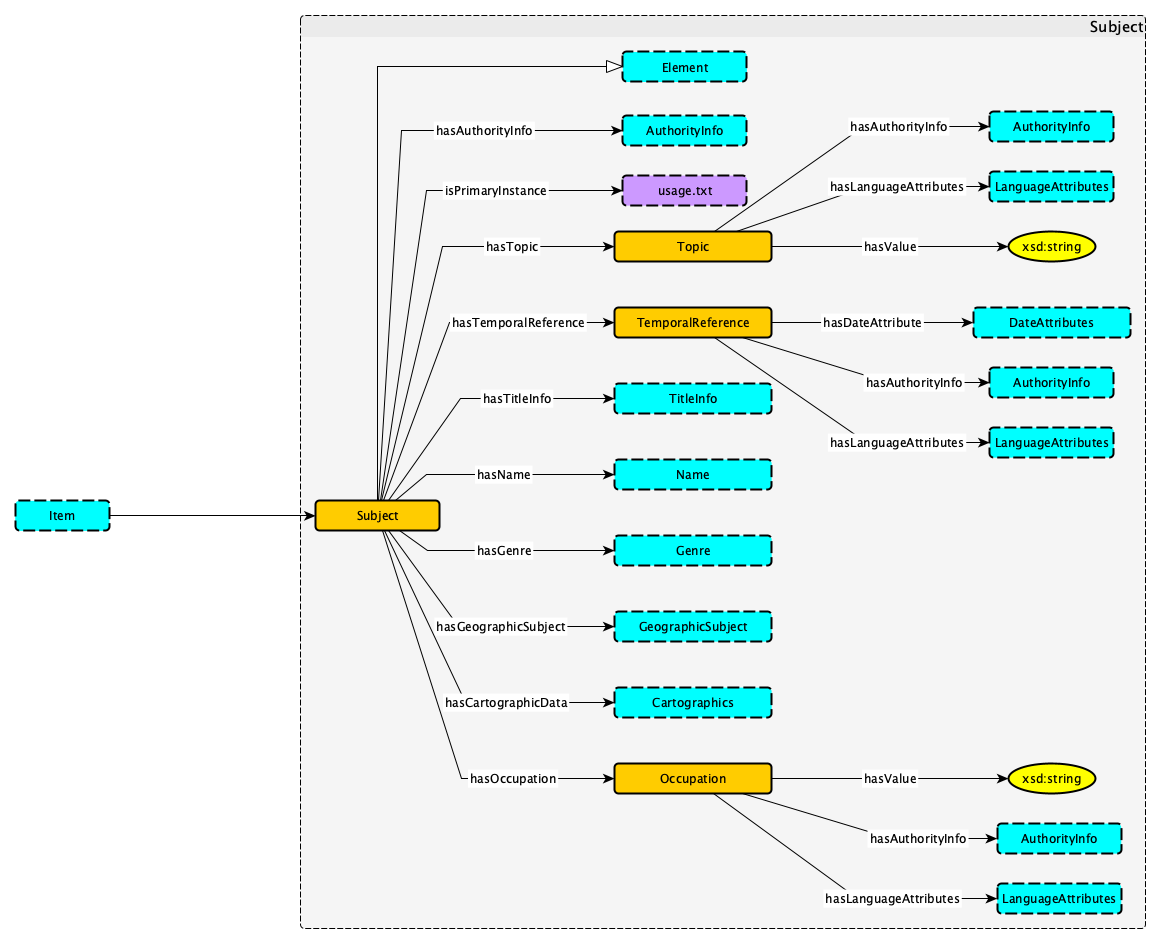 Subject
Element
hasAuthorityInfo
AuthorityInfo
hasAuthorityInfo
AuthorityInfo
isPrimaryInstance
usage.txt
hasLanguageAttributes
LanguageAttributes
hasTopic
Topic
hasValue
xsd:string
hasTemporalReference
TemporalReference
hasDateAttribute
DateAttributes
hasAuthorityInfo
AuthorityInfo
hasTitleInfo
TitleInfo
hasLanguageAttributes
LanguageAttributes
hasName
Name
Item
Subject
hasGenre
Genre
hasGeographicSubject
GeographicSubject
hasCartographicData
Cartographics
hasOccupation
Occupation
hasValue
xsd:string
hasAuthorityInfo
AuthorityInfo
hasLanguageAttributes
LanguageAttributes